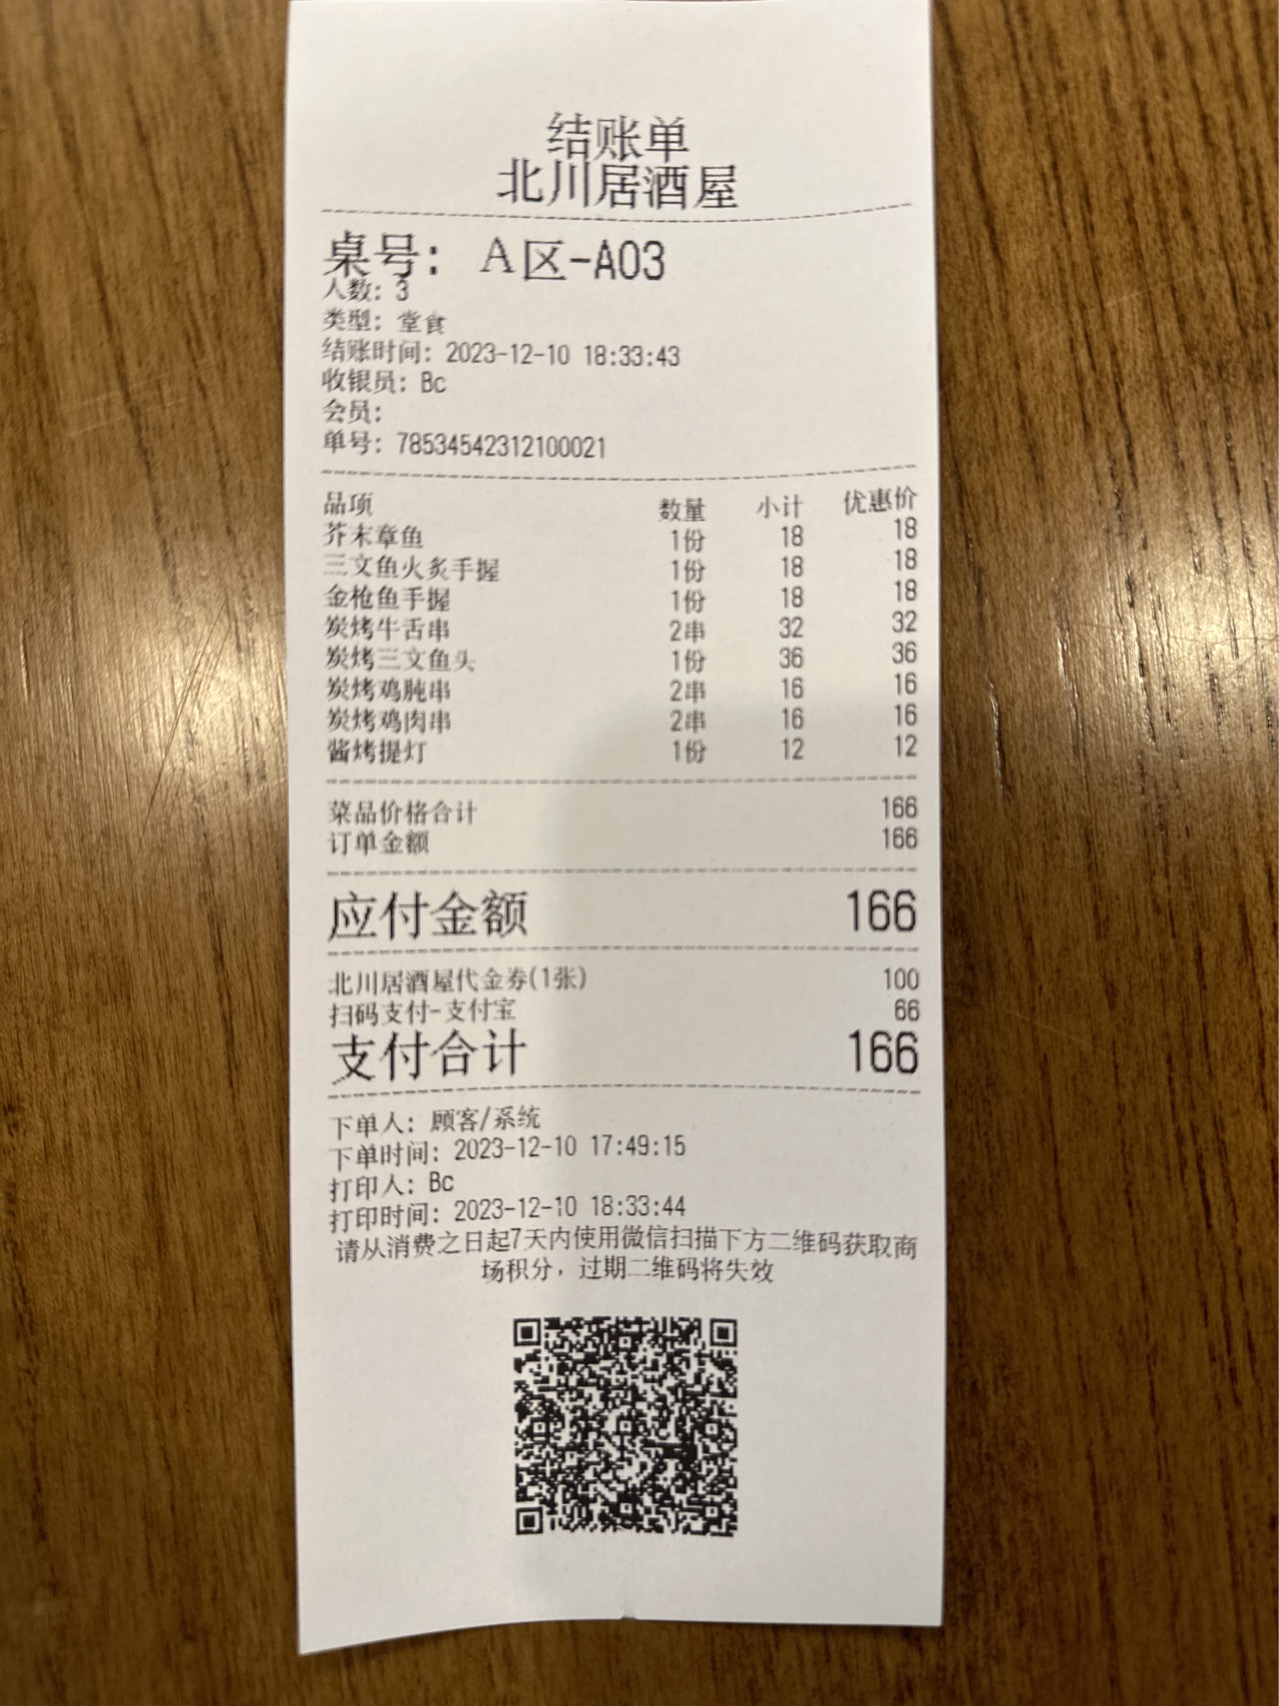 结账单
北川居酒屋
桌号： A区-A03
人数：3
类型：堂食
结账时间：2023-12-10 18:33:43
收银员：Bc
会员：
单号：78534542312100021
品项 数量 小计 优惠价
芥末章鱼 1份 18 18
三文鱼火炙手握 1份 18 18
金枪鱼手握 1份 18 18
炭烤牛舌串 2串 32 32
炭烤三文鱼头 1份 36 36
炭烤鸡肫串 2串 16 16
炭烤鸡肉串 2串 16 16
酱烤提灯 1份 12 12
菜品价格合计 166
订单金额 166
应付金额 166
北川居酒屋代金券(1张) 100
扫码支付-支付宝 66
支付合计 166
下单人：顾客/系统
下单时间：2023-12-10 17:49:15
打印人：Bc
打印时间：2023-12-10 18:33:44
请从消费之日起7天内使用微信扫描下方二维码获取商
场积分，过期二维码将失效